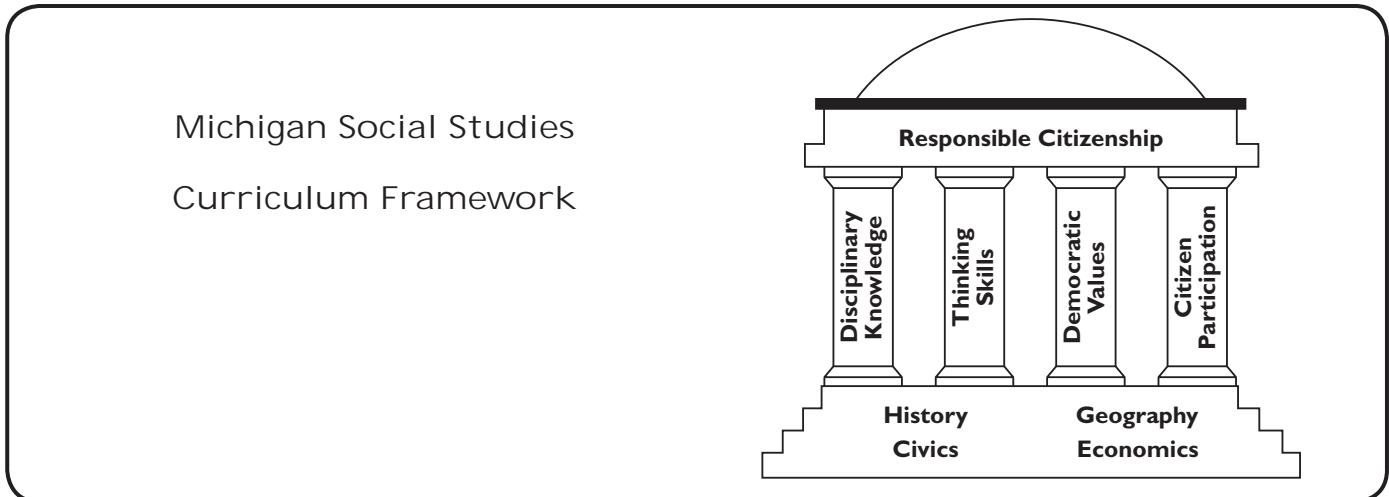 Michigan Social Studies
Curriculum Framework
Responsible Citizenship
Disciplinary
Knowledge
Thinking
Skills
Democratic
Values
Citizen
Participation
History
Civics
Geography
Economics